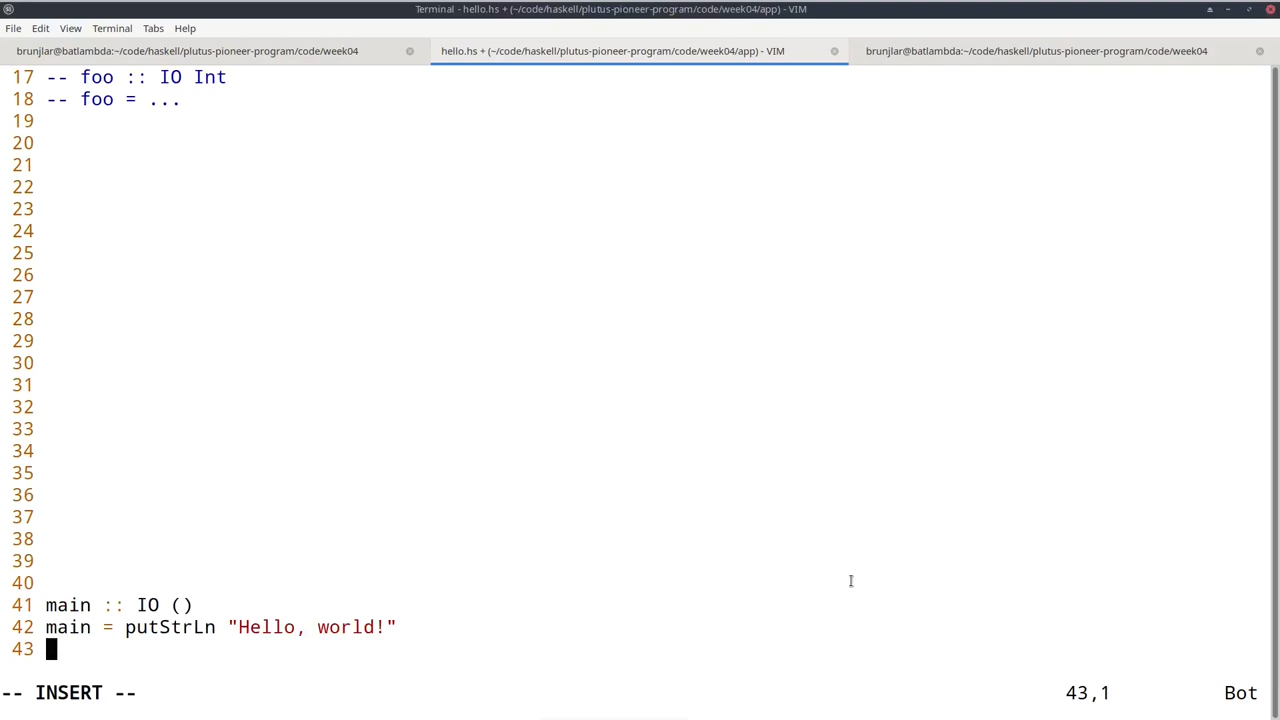 Terminal - hello.hs + (~/code/haskell/plutus-pioneer-program/code/week04/app) - VIM
File Edit View Terminal Tabs Help
brunjlar@batlambda:~/code/haskell/plutus-pioneer-program/code/week04 hello.hs + (~/code/haskell/plutus-pioneer-program/code/week04/app) - VIM brunjlar@batlambda:~/code/haskell/plutus-pioneer-program/code/week04
17 -- foo :: IO Int
18 -- foo = ...
19
20
21
22
23
24
25
26
27
28
29
30
31
32
33
34
35
36
37
38
39
40
41 main :: IO ()
42 main = putStrLn "Hello, world!"
43
-- INSERT -- 43,1 Bot